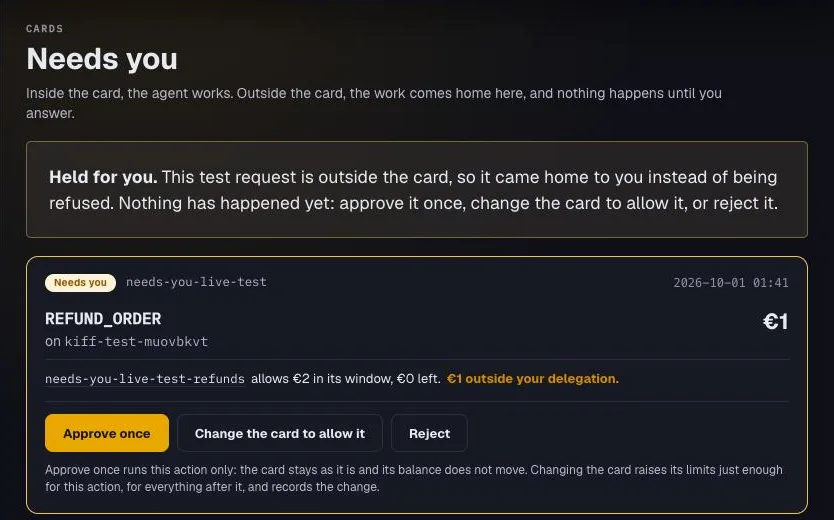 CARDS
Needs you
Inside the card, the agent works. Outside the card, the work comes home here, and nothing happens until you
answer.
Held for you. This test request is outside the card, so it came home to you instead of being
refused. Nothing has happened yet: approve it once, change the card to allow it, or reject it.
Needs you needs-you-live-test 2026-10-01 01:41
REFUND_ORDER €1
on kiff-test-muovbkvt
needs-you-live-test-refunds allows €2 in its window, €0 left. €1 outside your delegation.
Approve once Change the card to allow it Reject
Approve once runs this action only: the card stays as it is and its balance does not move. Changing the card raises its limits just enough
for this action, for everything after it, and records the change.